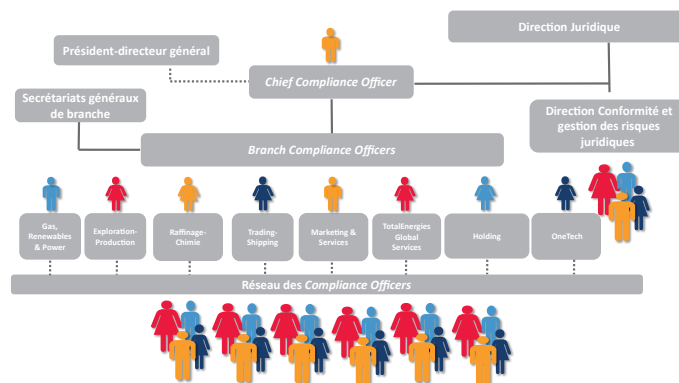 Direction Juridique
Président-directeur général
Chief Compliance Officer
Secrétariats généraux
de branche
Direction Conformité et
gestion des risques
juridiques
Branch Compliance Officers
Gas,
Renewables
& Power
Exploration-
Production
Raffinage-
Chimie
Trading-
Shipping
Marketing &
Services
TotalEnergies
Global
Services
Holding
OneTech
Réseau des Compliance Officers